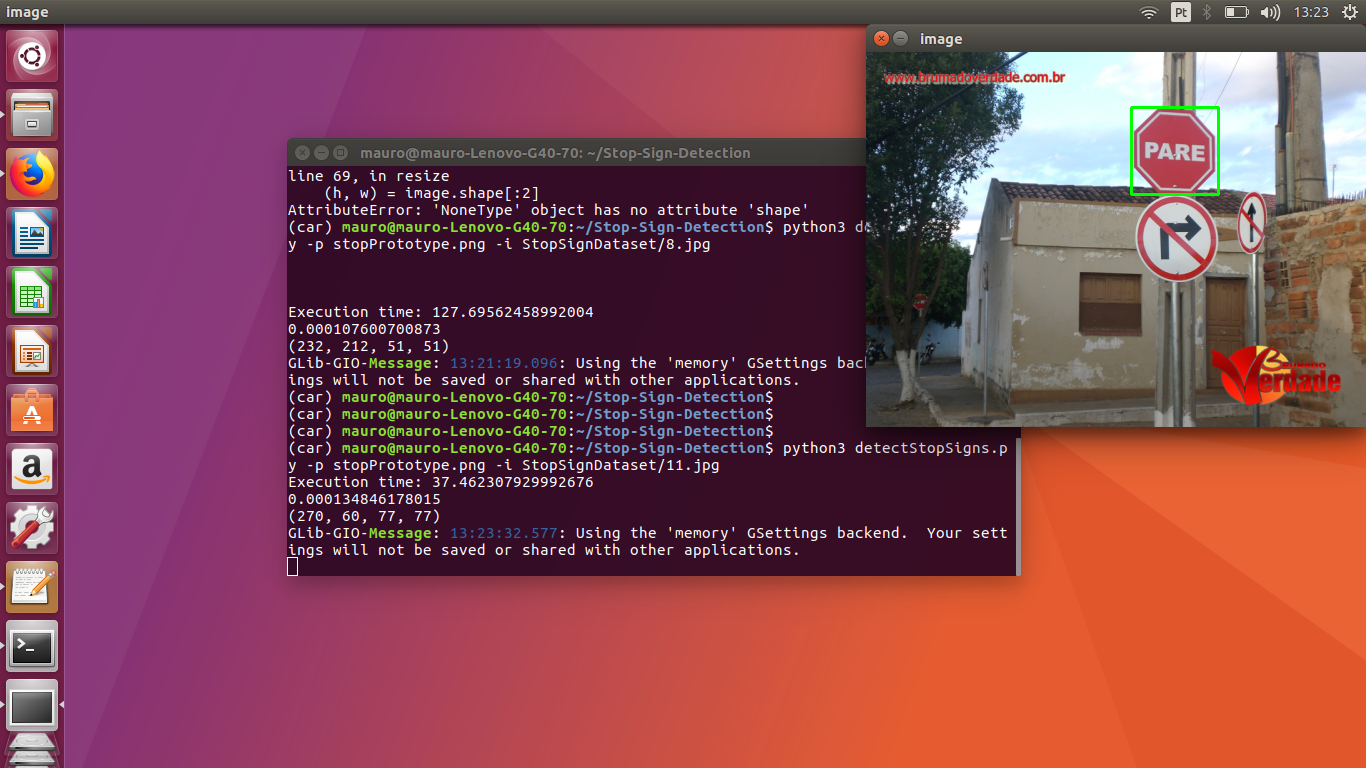 image
Pt
13:23
image
www.brumadoverdade.com.br
PARE
Verdade
mauro@mauro-Lenovo-G40-70: ~/Stop-Sign-Detection
line 69, in resize
(h, w) = image.shape[:2]
AttributeError: 'NoneType' object has no attribute 'shape'
(car) mauro@mauro-Lenovo-G40-70:~/Stop-Sign-Detection$ python3 de
y -p stopPrototype.png -i StopSignDataset/8.jpg
Execution time: 127.69562458992004
0.000107600700873
(232, 212, 51, 51)
GLib-GIO-Message: 13:21:19.096: Using the 'memory' GSettings back
ings will not be saved or shared with other applications.
(car) mauro@mauro-Lenovo-G40-70:~/Stop-Sign-Detection$
(car) mauro@mauro-Lenovo-G40-70:~/Stop-Sign-Detection$
(car) mauro@mauro-Lenovo-G40-70:~/Stop-Sign-Detection$
(car) mauro@mauro-Lenovo-G40-70:~/Stop-Sign-Detection$ python3 detectStopSigns.p
y -p stopPrototype.png -i StopSignDataset/11.jpg
Execution time: 37.462307929992676
0.000134846178015
(270, 60, 77, 77)
GLib-GIO-Message: 13:23:32.577: Using the 'memory' GSettings backend.  Your sett
ings will not be saved or shared with other applications.